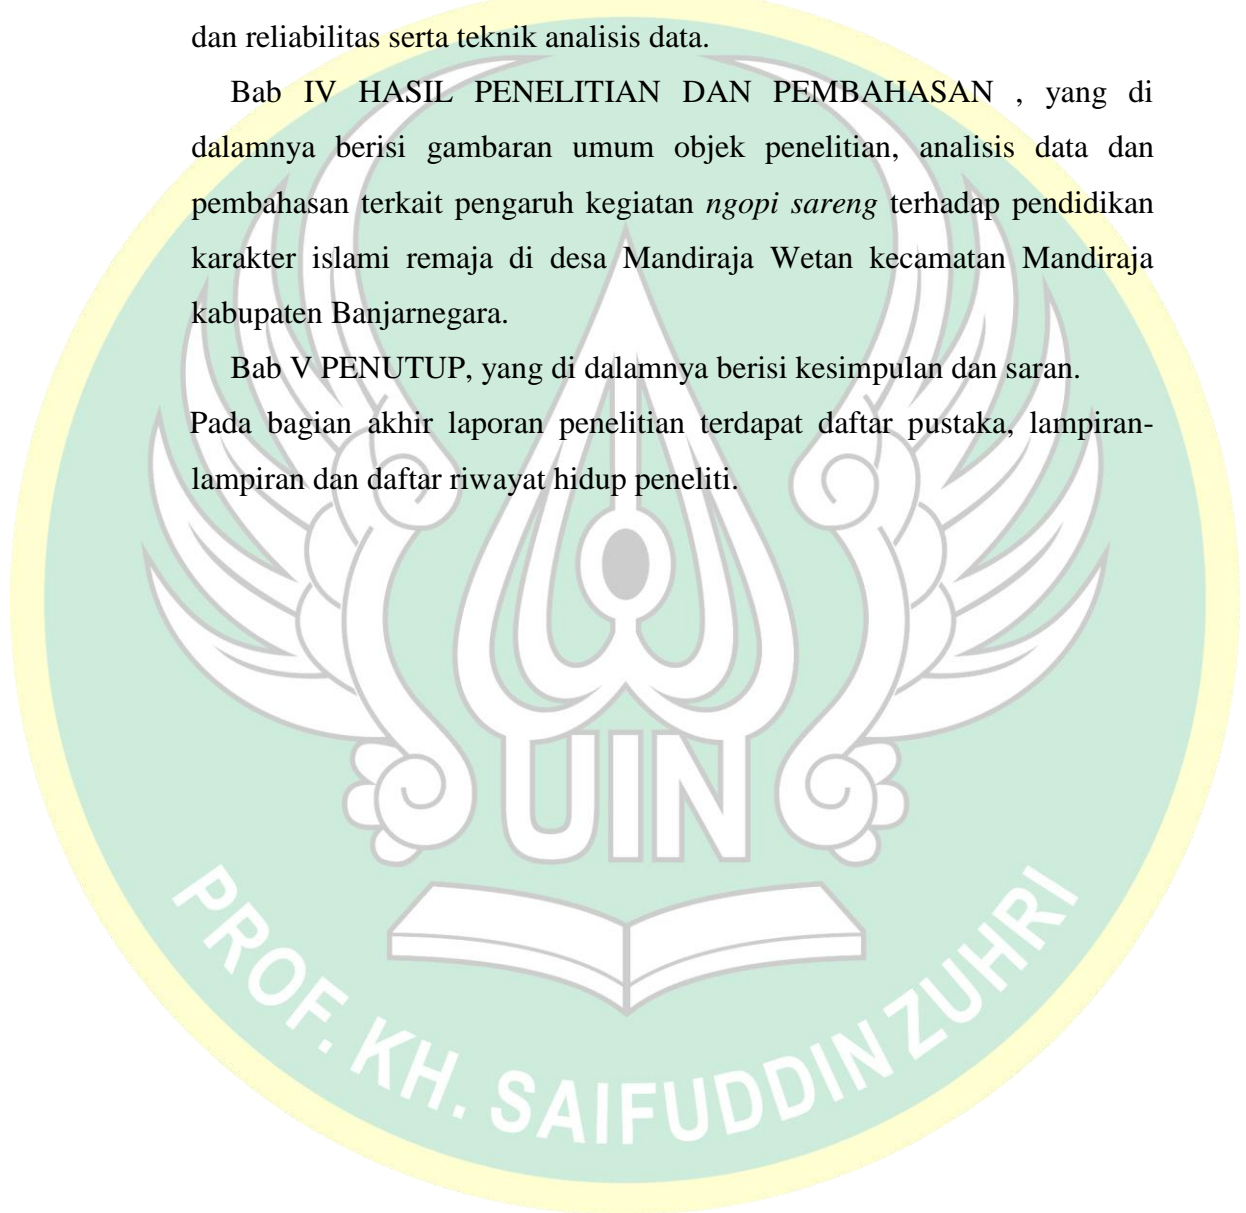 dan reliabilitas serta teknik analisis data.
Bab IV HASIL PENELITIAN DAN PEMBAHASAN , yang di
dalamnya berisi gambaran umum objek penelitian, analisis data dan
pembahasan terkait pengaruh kegiatan ngopi sareng terhadap pendidikan
karakter islami remaja di desa Mandiraja Wetan kecamatan Mandiraja
kabupaten Banjarnegara.
Bab V PENUTUP, yang di dalamnya berisi kesimpulan dan saran.
Pada bagian akhir laporan penelitian terdapat daftar pustaka, lampiran-
lampiran dan daftar riwayat hidup peneliti.
UIN
PROF. KH. SAIFUDDIN ZUHRI